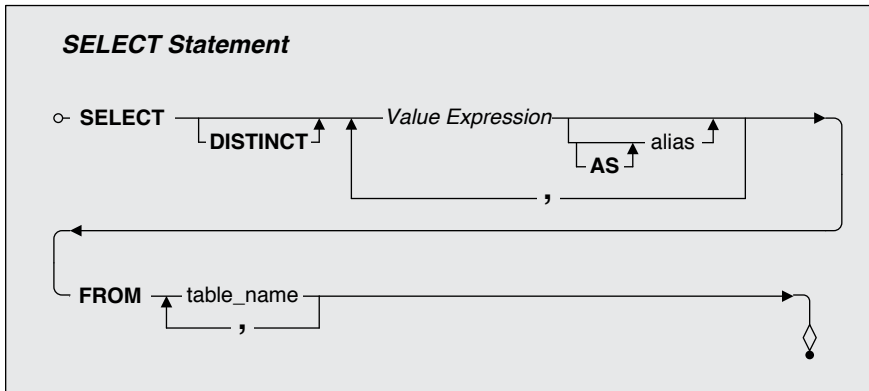 SELECT Statement
SELECT DISTINCT Value Expression AS alias
,
FROM table_name
,